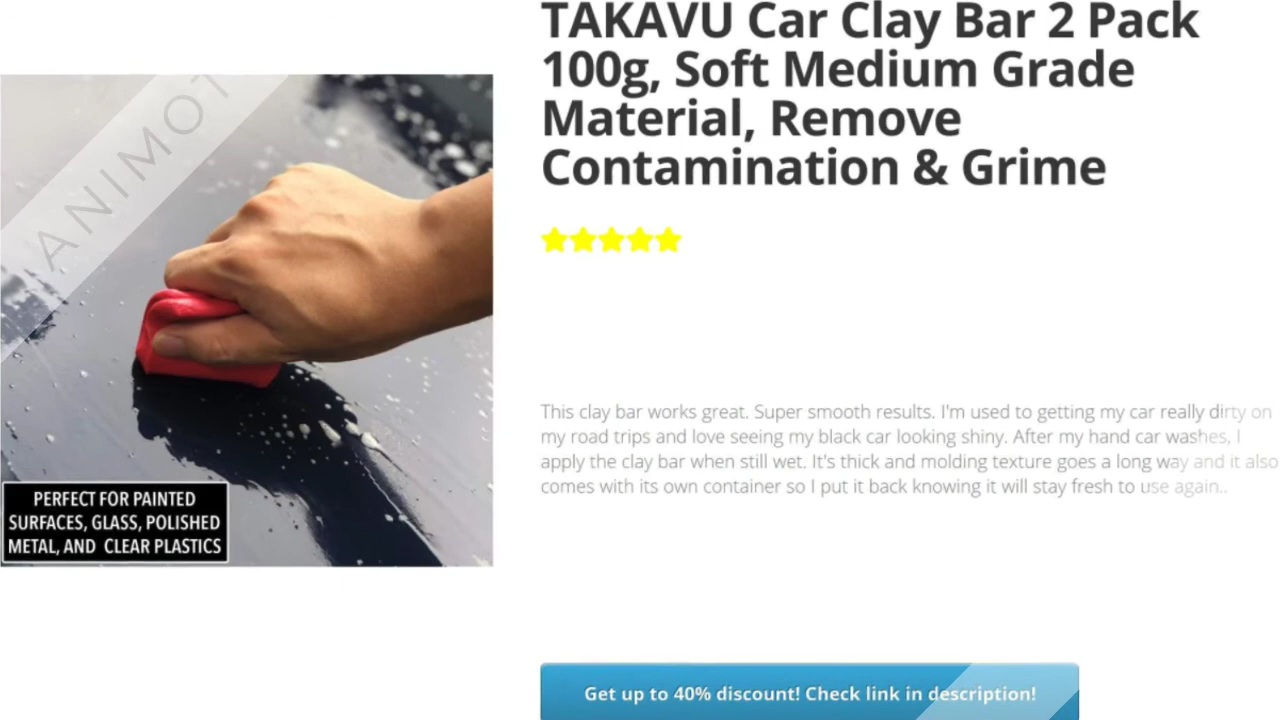 TAKAVU Car Clay Bar 2 Pack
100g, Soft Medium Grade
Material, Remove
Contamination & Grime
This clay bar works great. Super smooth results. I'm used to getting my car really dirty on
my road trips and love seeing my black car looking shiny. After my hand car washes, I
apply the clay bar when still wet. It's thick and molding texture goes a long way and it also
comes with its own container so I put it back knowing it will stay fresh to use again..
ANIMOT
PERFECT FOR PAINTED
SURFACES, GLASS, POLISHED
METAL, AND CLEAR PLASTICS
Get up to 40% discount! Check link in description!